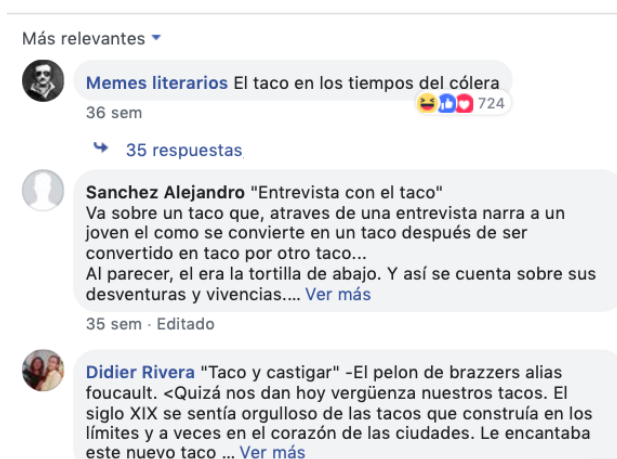 Más relevantes
Memes literarios El taco en los tiempos del cólera
724
36 sem
35 respuestas
Sanchez Alejandro "Entrevista con el taco"
Va sobre un taco que, atraves de una entrevista narra a un
joven el como se convierte en un taco después de ser
convertido en taco por otro taco...
Al parecer, el era la tortilla de abajo. Y así se cuenta sobre sus
desventuras y vivencias.... Ver más
35 sem · Editado
Didier Rivera "Taco y castigar" -El pelon de brazzers alias
foucault. <Quizá nos dan hoy vergüenza nuestros tacos. El
siglo XIX se sentía orgulloso de las tacos que construía en los
límites y a veces en el corazón de las ciudades. Le encantaba
este nuevo taco ... Ver más